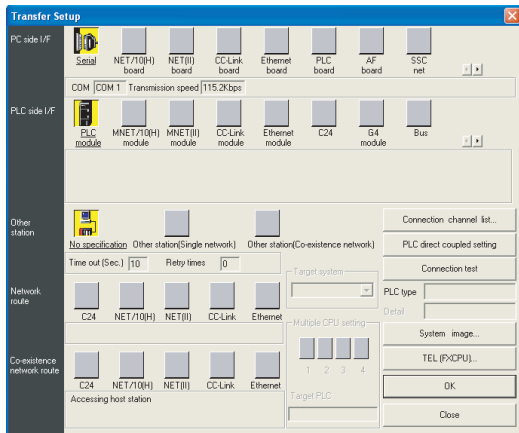 Transfer Setup
PC side I/F
Serial NET/10(H) board NET(II) board CC-Link board Ethernet board PLC board AF board SSC net
COM COM 1 Transmission speed 115.2Kbps
PLC side I/F
PLC module MNET/10(H) module MNET(II) module CC-Link module Ethernet module C24 G4 module Bus
Other station
No specification Other station(Single network) Other station(Co-existence network)
Time out (Sec.) 10 Retry times 0
Network route
C24 NET/10(H) NET(II) CC-Link Ethernet
Co-existence network route
C24 NET/10(H) NET(II) CC-Link Ethernet
Accessing host station
Target system
Multiple CPU setting
1 2 3 4
Target PLC
Connection channel list...
PLC direct coupled setting
Connection test
PLC type
Detail
System image...
TEL (FXCPU)...
OK
Close